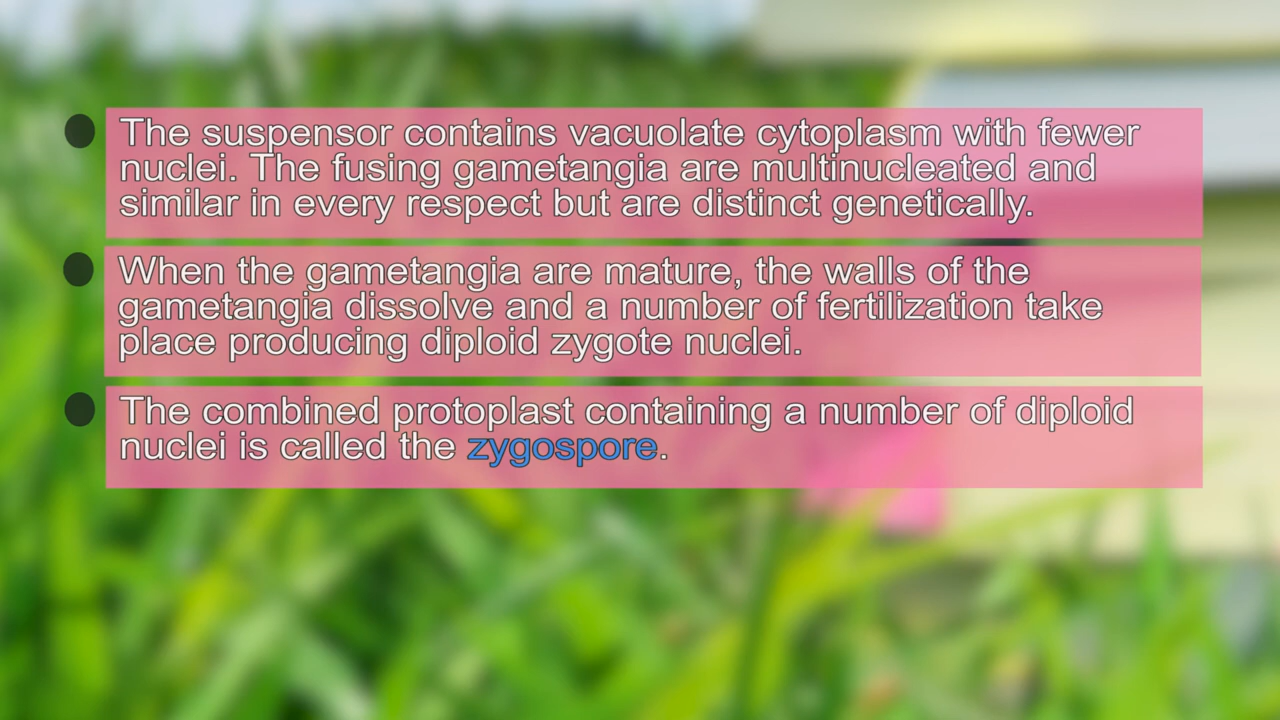 The suspensor contains vacuolate cytoplasm with fewer
nuclei. The fusing gametangia are multinucleated and
similar in every respect but are distinct genetically.
When the gametangia are mature, the walls of the
gametangia dissolve and a number of fertilization take
place producing diploid zygote nuclei.
The combined protoplast containing a number of diploid
nuclei is called the zygospore.